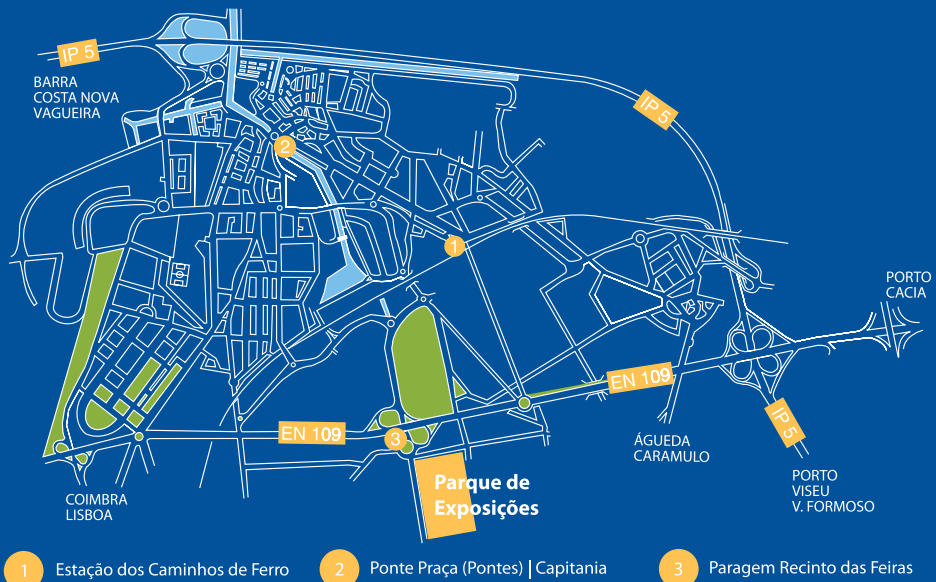 IP 5
BARRA
COSTA NOVA
VAGUEIRA
IP 5
2
1
PORTO
CACIA
EN 109
EN 109
3
IP 5
ÁGUEDA
CARAMULO
Parque de
Exposições
PORTO
VISEU
V. FORMOSO
COIMBRA
LISBOA
1 Estação dos Caminhos de Ferro
2 Ponte Praça (Pontes) | Capitania
3 Paragem Recinto das Feiras